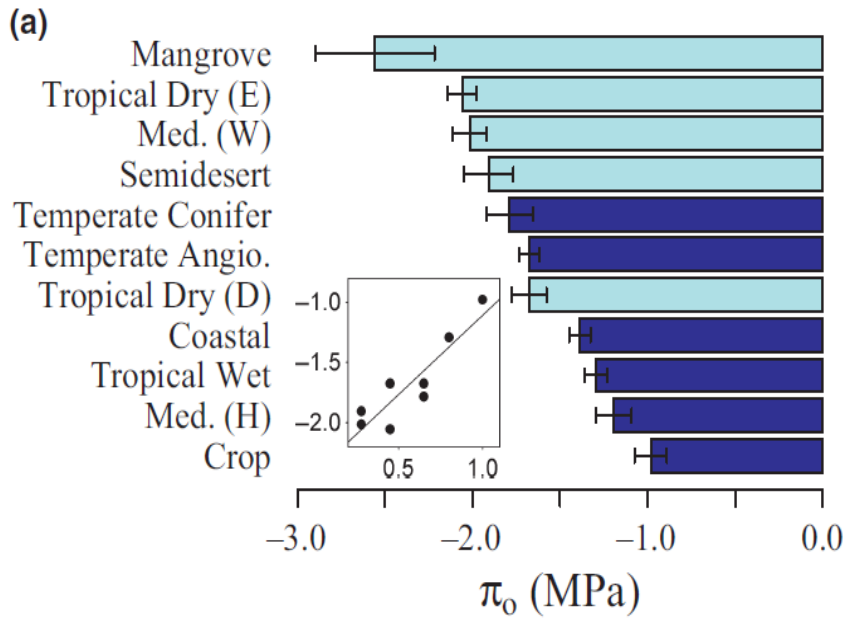 (a)
Mangrove
Tropical Dry (E)
Med. (W)
Semidesert
Temperate Conifer
Temperate Angio.
Tropical Dry (D)
Coastal
Tropical Wet
Med. (H)
Crop
−1.0
−1.5
−2.0
0.5 1.0
−3.0 −2.0 −1.0 0.0
πₒ (MPa)